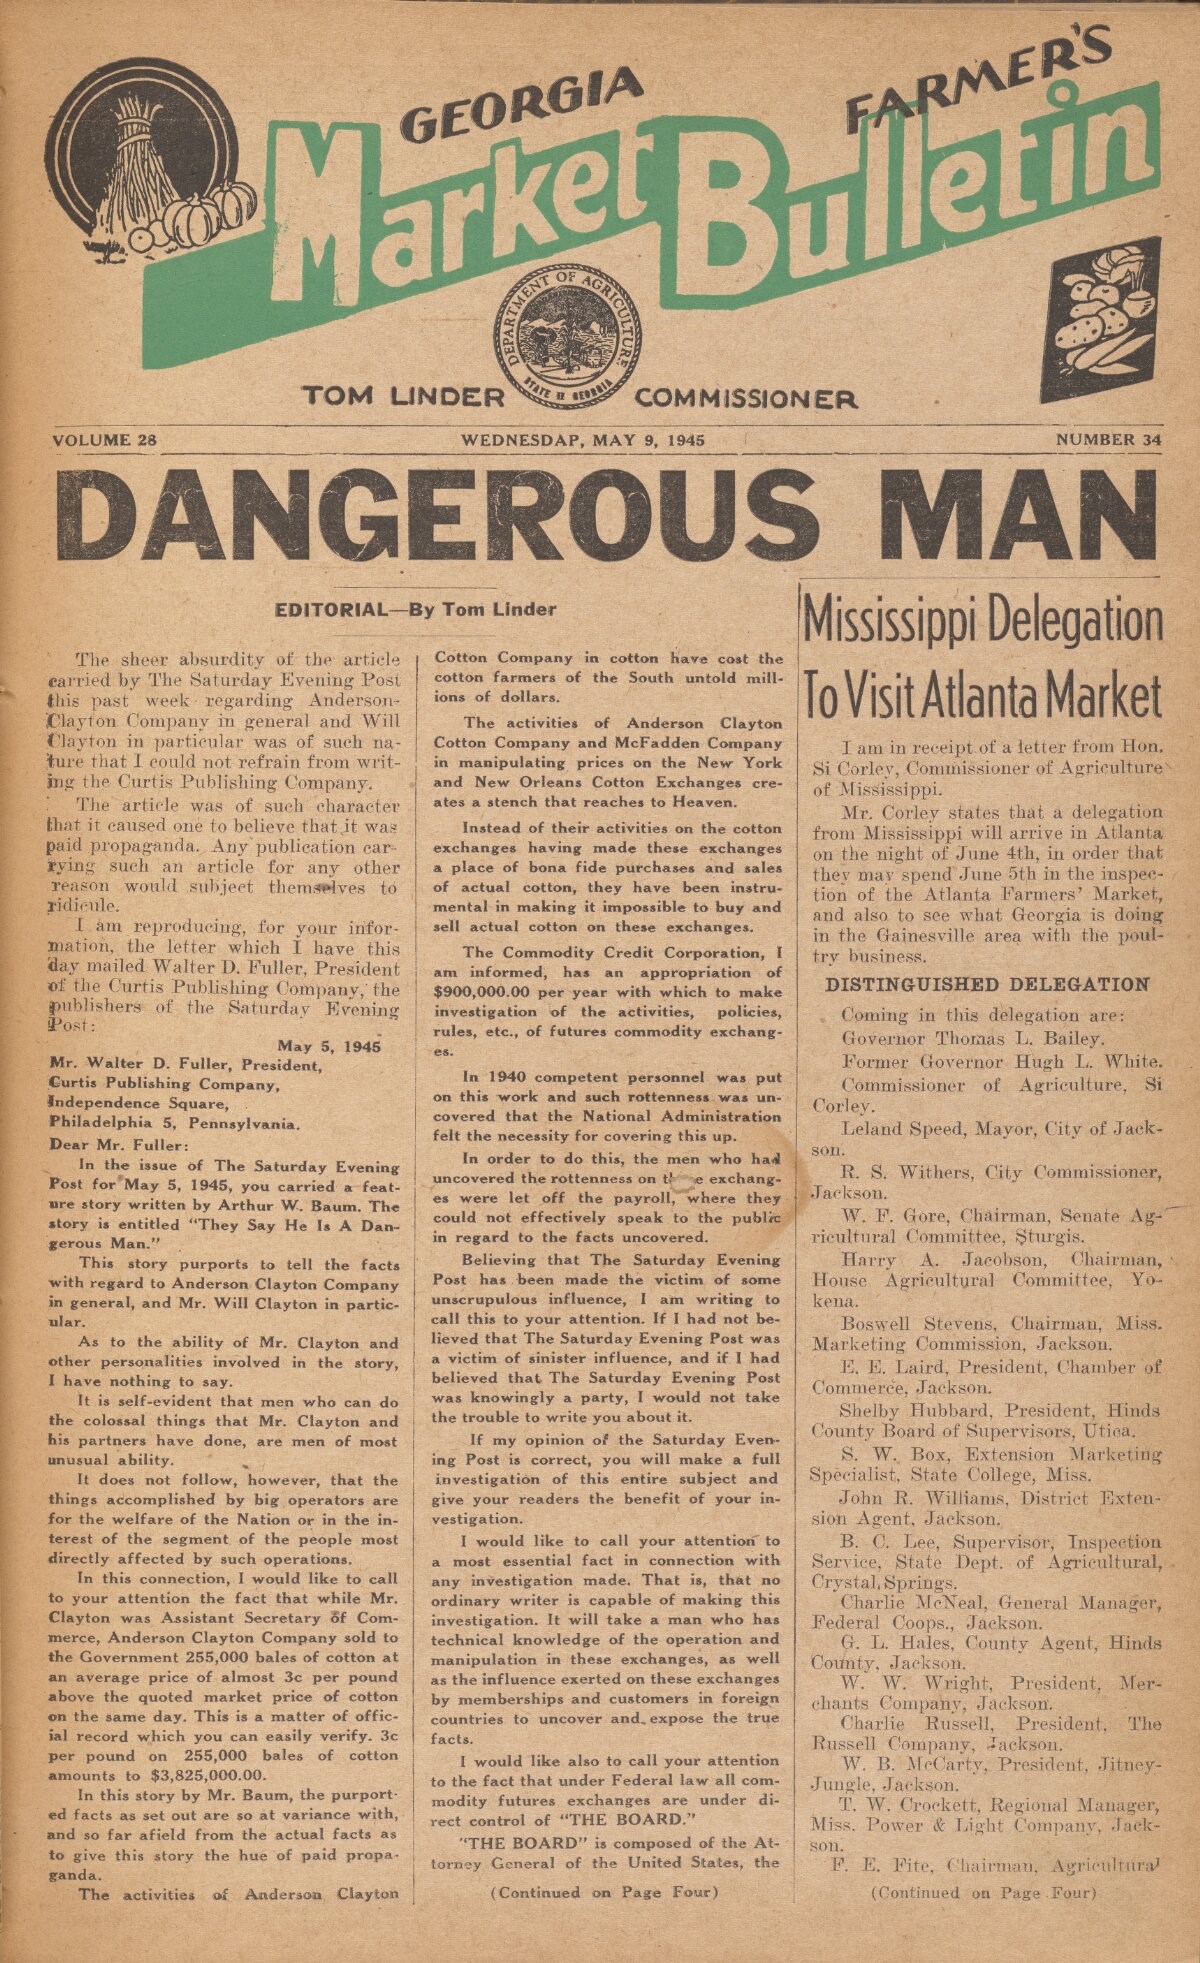 GEORGIA FARMER'S
Market Bulletin
DEPARTMENT OF AGRICULTURE
STATE OF GEORGIA
TOM LINDER COMMISSIONER
VOLUME 28 WEDNESDAP, MAY 9, 1945 NUMBER 34
DANGEROUS MAN
EDITORIAL—By Tom Linder
The sheer absurdity of the article
carried by The Saturday Evening Post
this past week regarding Anderson-
Clayton Company in general and Will
Clayton in particular was of such na-
ture that I could not refrain from writ-
ing the Curtis Publishing Company.
The article was of such character
that it caused one to believe that it was
paid propaganda. Any publication car-
rying such an article for any other
reason would subject themselves to
ridicule.
I am reproducing, for your infor-
mation, the letter which I have this
day mailed Walter D. Fuller, President
of the Curtis Publishing Company, the
publishers of the Saturday Evening
Post:
May 5, 1945
Mr. Walter D. Fuller, President,
Curtis Publishing Company,
Independence Square,
Philadelphia 5, Pennsylvania.
Dear Mr. Fuller:
In the issue of The Saturday Evening
Post for May 5, 1945, you carried a feat-
ure story written by Arthur W. Baum. The
story is entitled "They Say He Is A Dan-
gerous Man."
This story purports to tell the facts
with regard to Anderson Clayton Company
in general, and Mr. Will Clayton in partic-
ular.
As to the ability of Mr. Clayton and
other personalities involved in the story,
I have nothing to say.
It is self-evident that men who can do
the colossal things that Mr. Clayton and
his partners have done, are men of most
unusual ability.
It does not follow, however, that the
things accomplished by big operators are
for the welfare of the Nation or in the in-
terest of the segment of the people most
directly affected by such operations.
In this connection, I would like to call
to your attention the fact that while Mr.
Clayton was Assistant Secretary of Com-
merce, Anderson Clayton Company sold to
the Government 255,000 bales of cotton at
an average price of almost 3c per pound
above the quoted market price of cotton
on the same day. This is a matter of offic-
ial record which you can easily verify. 3c
per pound on 255,000 bales of cotton
amounts to $3,825,000.00.
In this story by Mr. Baum, the purport-
ed facts as set out are so at variance with,
and so far afield from the actual facts as
to give this story the hue of paid propa-
ganda.
The activities of Anderson Clayton
Cotton Company in cotton have cost the
cotton farmers of the South untold mill-
ions of dollars.
The activities of Anderson Clayton
Cotton Company and McFadden Company
in manipulating prices on the New York
and New Orleans Cotton Exchanges cre-
ates a stench that reaches to Heaven.
Instead of their activities on the cotton
exchanges having made these exchanges
a place of bona fide purchases and sales
of actual cotton, they have been instru-
mental in making it impossible to buy and
sell actual cotton on these exchanges.
The Commodity Credit Corporation, I
am informed, has an appropriation of
$900,000.00 per year with which to make
investigation of the activities, policies,
rules, etc., of futures commodity exchang-
es.
In 1940 competent personnel was put
on this work and such rottenness was un-
covered that the National Administration
felt the necessity for covering this up.
In order to do this, the men who had
uncovered the rottenness on the exchang-
es were let off the payroll, where they
could not effectively speak to the public
in regard to the facts uncovered.
Believing that The Saturday Evening
Post has been made the victim of some
unscrupulous influence, I am writing to
call this to your attention. If I had not be-
lieved that The Saturday Evening Post was
a victim of sinister influence, and if I had
believed that The Saturday Evening Post
was knowingly a party, I would not take
the trouble to write you about it.
If my opinion of the Saturday Even-
ing Post is correct, you will make a full
investigation of this entire subject and
give your readers the benefit of your in-
vestigation.
I would like to call your attention to
a most essential fact in connection with
any investigation made. That is, that no
ordinary writer is capable of making this
investigation. It will take a man who has
technical knowledge of the operation and
manipulation in these exchanges, as well
as the influence exerted on these exchanges
by memberships and customers in foreign
countries to uncover and expose the true
facts.
I would like also to call your attention
to the fact that under Federal law all com-
modity futures exchanges are under di-
rect control of "THE BOARD."
"THE BOARD" is composed of the At-
torney General of the United States, the
(Continued on Page Four)
Mississippi Delegation
To Visit Atlanta Market
I am in receipt of a letter from Hon.
Si Corley, Commissioner of Agriculture
of Mississippi.
Mr. Corley states that a delegation
from Mississippi will arrive in Atlanta
on the night of June 4th, in order that
they may spend June 5th in the inspec-
tion of the Atlanta Farmers' Market,
and also to see what Georgia is doing
in the Gainesville area with the poul-
try business.
DISTINGUISHED DELEGATION
Coming in this delegation are:
Governor Thomas L. Bailey.
Former Governor Hugh L. White.
Commissioner of Agriculture, Si
Corley.
Leland Speed, Mayor, City of Jack-
son.
R. S. Withers, City Commissioner,
Jackson.
W. F. Gore, Chairman, Senate Ag-
ricultural Committee, Sturgis.
Harry A. Jacobson, Chairman,
House Agricultural Committee, Yo-
kena.
Boswell Stevens, Chairman, Miss.
Marketing Commission, Jackson.
E. E. Laird, President, Chamber of
Commerce, Jackson.
Shelby Hubbard, President, Hinds
County Board of Supervisors, Utica.
S. W. Box, Extension Marketing
Specialist, State College, Miss.
John R. Williams, District Exten-
sion Agent, Jackson.
B. C. Lee, Supervisor, Inspection
Service, State Dept. of Agricultural,
Crystal Springs.
Charlie McNeal, General Manager,
Federal Coops., Jackson.
G. L. Hales, County Agent, Hinds
County, Jackson.
W. W. Wright, President, Mer-
chants Company, Jackson.
Charlie Russell, President, The
Russell Company, Jackson.
W. B. McCarty, President, Jitney-
Jungle, Jackson.
T. W. Crockett, Regional Manager,
Miss. Power & Light Company, Jack-
son.
F. E. Fite, Chairman, Agricultural
(Continued on Page Four)